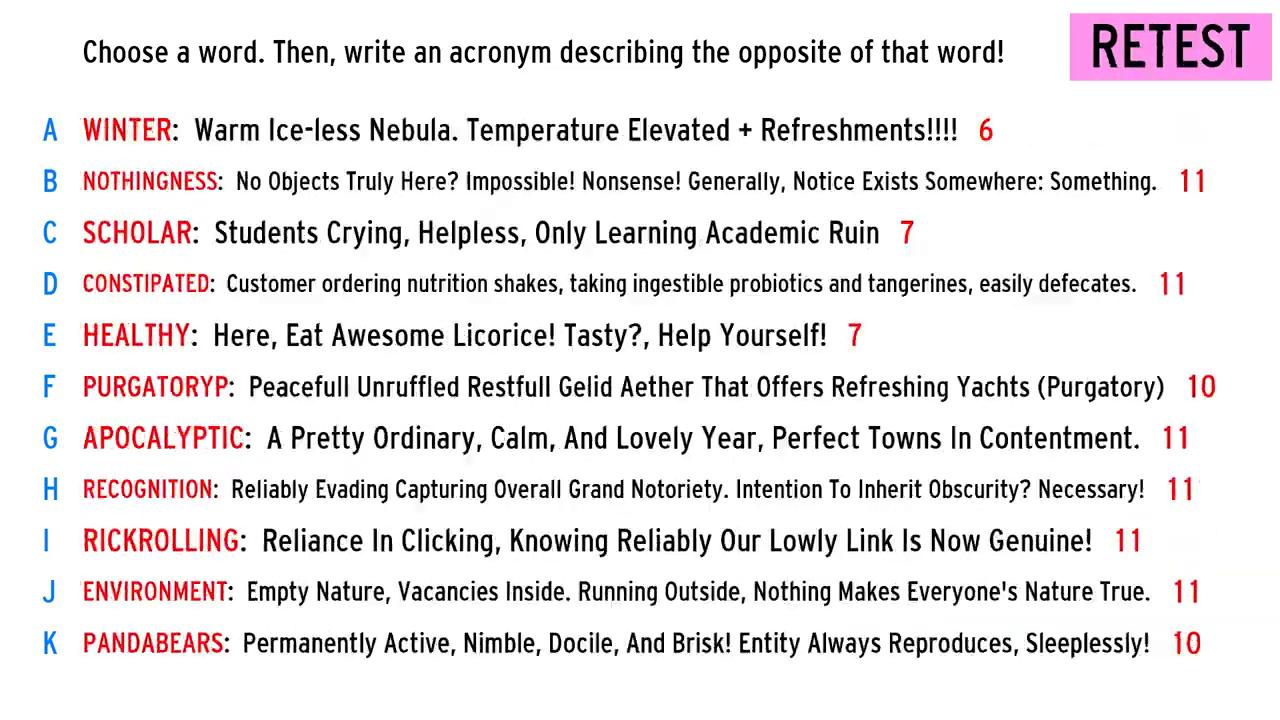 Choose a word. Then, write an acronym describing the opposite of that word!
RETEST
A WINTER: Warm Ice-less Nebula. Temperature Elevated + Refreshments!!!! 6
B NOTHINGNESS: No Objects Truly Here? Impossible! Nonsense! Generally, Notice Exists Somewhere: Something. 11
C SCHOLAR: Students Crying, Helpless, Only Learning Academic Ruin 7
D CONSTIPATED: Customer ordering nutrition shakes, taking ingestible probiotics and tangerines, easily defecates. 11
E HEALTHY: Here, Eat Awesome Licorice! Tasty?, Help Yourself! 7
F PURGATORYP: Peacefull Unruffled Restfull Gelid Aether That Offers Refreshing Yachts (Purgatory) 10
G APOCALYPTIC: A Pretty Ordinary, Calm, And Lovely Year, Perfect Towns In Contentment. 11
H RECOGNITION: Reliably Evading Capturing Overall Grand Notoriety. Intention To Inherit Obscurity? Necessary! 11
I RICKROLLING: Reliance In Clicking, Knowing Reliably Our Lowly Link Is Now Genuine! 11
J ENVIRONMENT: Empty Nature, Vacancies Inside. Running Outside, Nothing Makes Everyone's Nature True. 11
K PANDABEARS: Permanently Active, Nimble, Docile, And Brisk! Entity Always Reproduces, Sleeplessly! 10